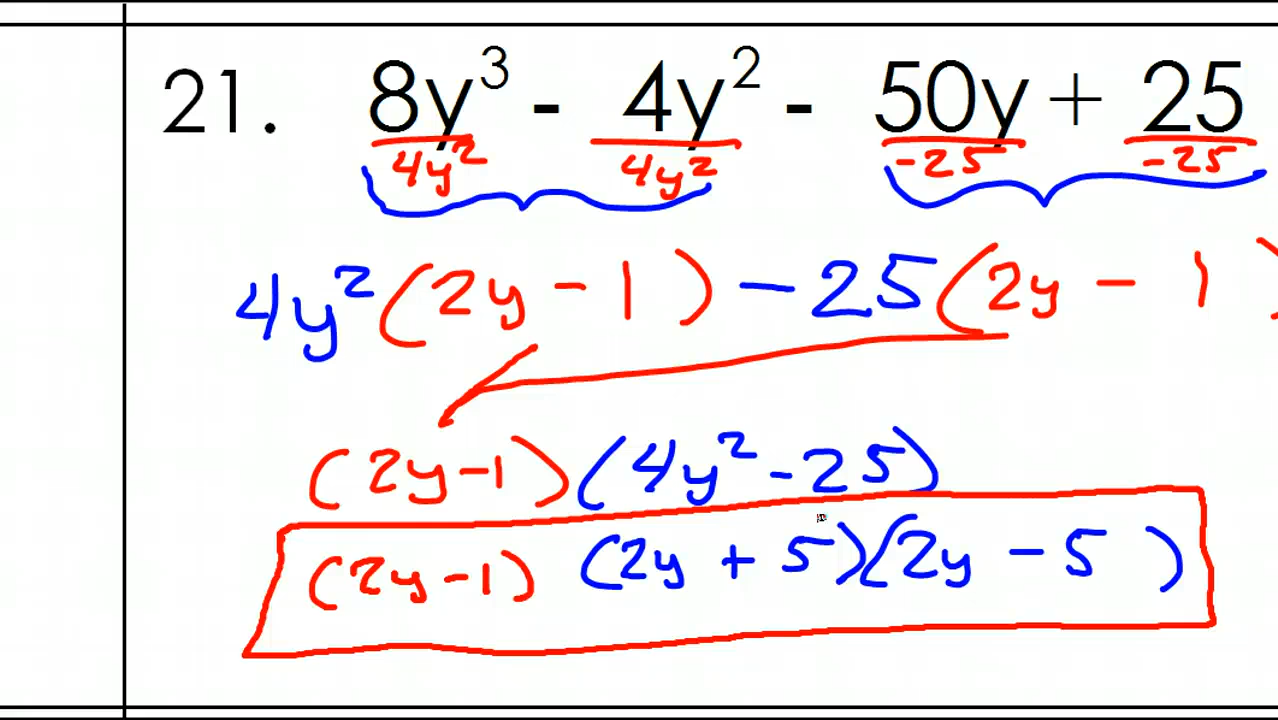 21. 8y³ - 4y² - 50y + 25
4y² 4y² -25 -25
4y²(2y - 1) - 25(2y - 1)
(2y - 1)(4y² - 25)
(2y - 1) (2y + 5)(2y - 5)